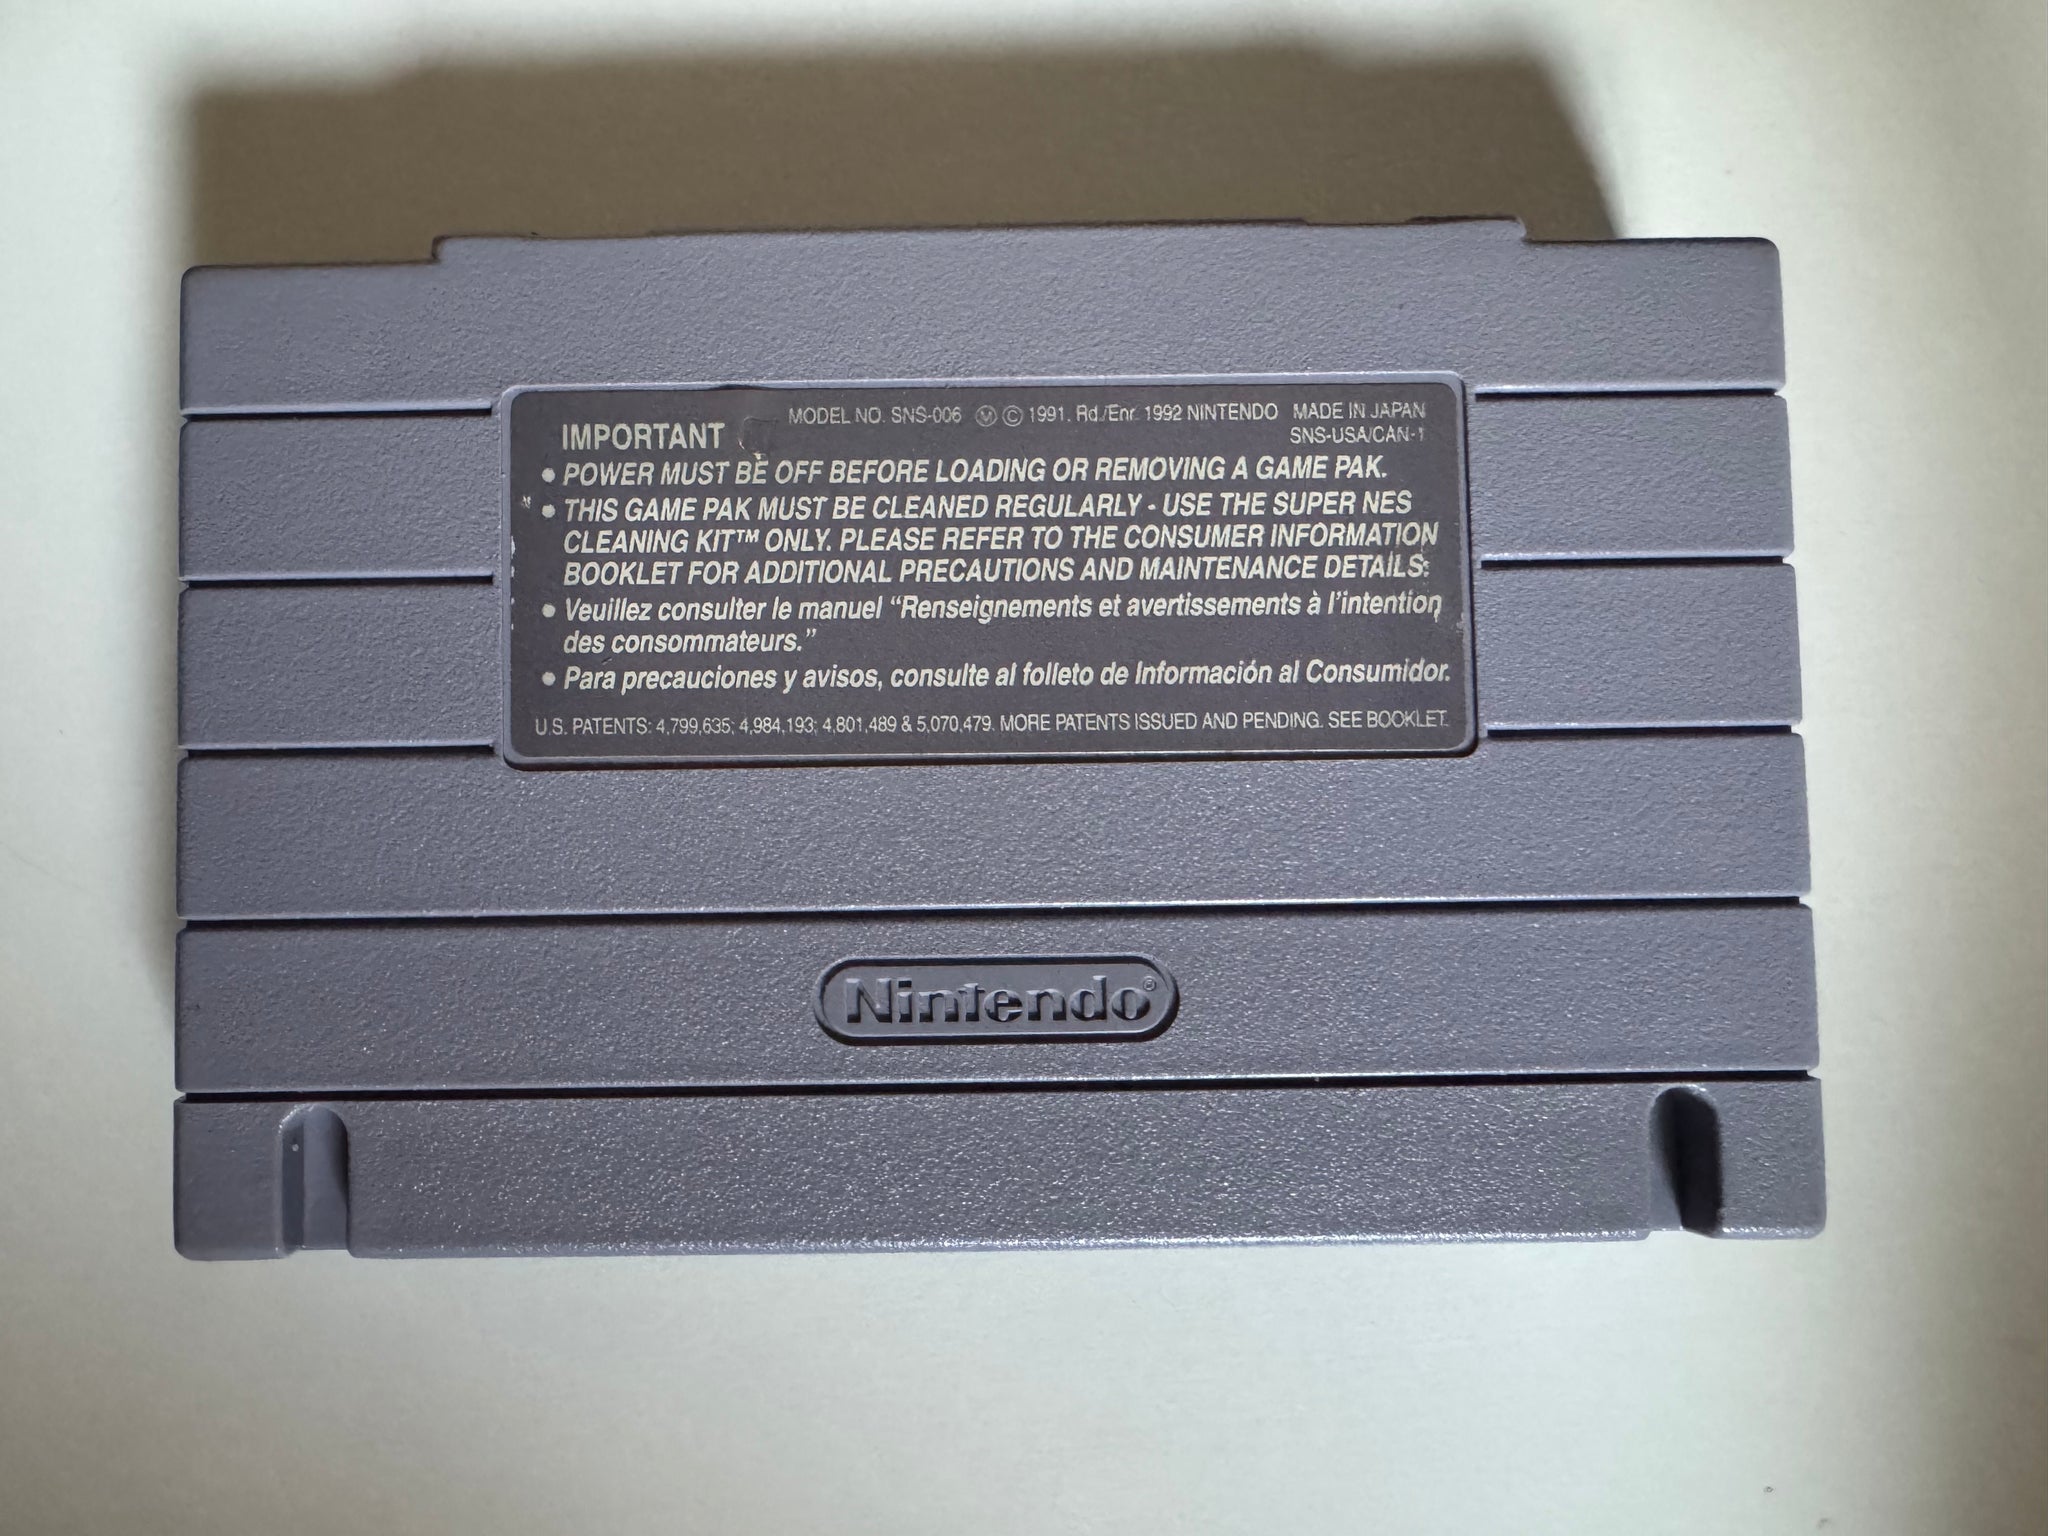 IMPORTANT
MODEL NO. SNS-006 Ⓜ © 1991. Rd./Enr. 1992 NINTENDO MADE IN JAPAN
SNS-USA/CAN-1
• POWER MUST BE OFF BEFORE LOADING OR REMOVING A GAME PAK.
• THIS GAME PAK MUST BE CLEANED REGULARLY - USE THE SUPER NES
CLEANING KIT™ ONLY. PLEASE REFER TO THE CONSUMER INFORMATION
BOOKLET FOR ADDITIONAL PRECAUTIONS AND MAINTENANCE DETAILS.
• Veuillez consulter le manuel “Renseignements et avertissements à l’intention
des consommateurs.”
• Para precauciones y avisos, consulte al folleto de Información al Consumidor.
U.S. PATENTS: 4,799,635; 4,984,193; 4,801,489 & 5,070,479. MORE PATENTS ISSUED AND PENDING. SEE BOOKLET.
Nintendo®